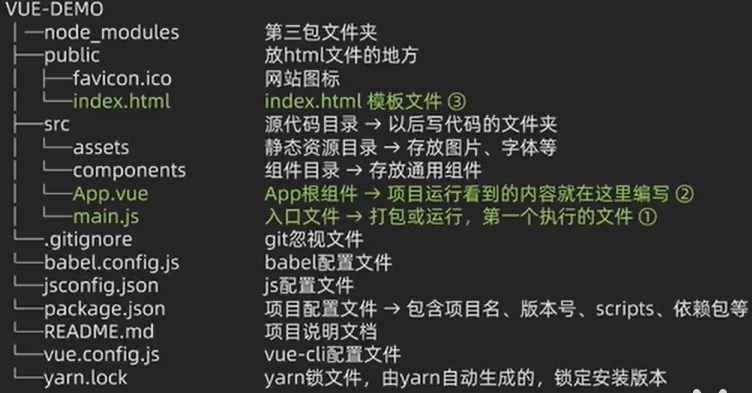 VUE-DEMO
│─node_modules 第三包文件夹
├─public 放html文件的地方
│ ├─favicon.ico 网站图标
│ └─index.html index.html 模板文件 ③
├─src 源代码目录 → 以后写代码的文件夹
│ └─assets 静态资源目录 → 存放图片、字体等
│ └─components 组件目录 → 存放通用组件
│ └─App.vue App根组件 → 项目运行看到的内容就在这里编写 ②
│ └─main.js 入口文件 → 打包或运行，第一个执行的文件 ①
└─.gitignore git忽视文件
└─babel.config.js babel配置文件
└─jsconfig.json js配置文件
└─package.json 项目配置文件 → 包含项目名、版本号、scripts、依赖包等
└─README.md 项目说明文档
└─vue.config.js vue-cli配置文件
└─yarn.lock yarn锁文件，由yarn自动生成的，锁定安装版本